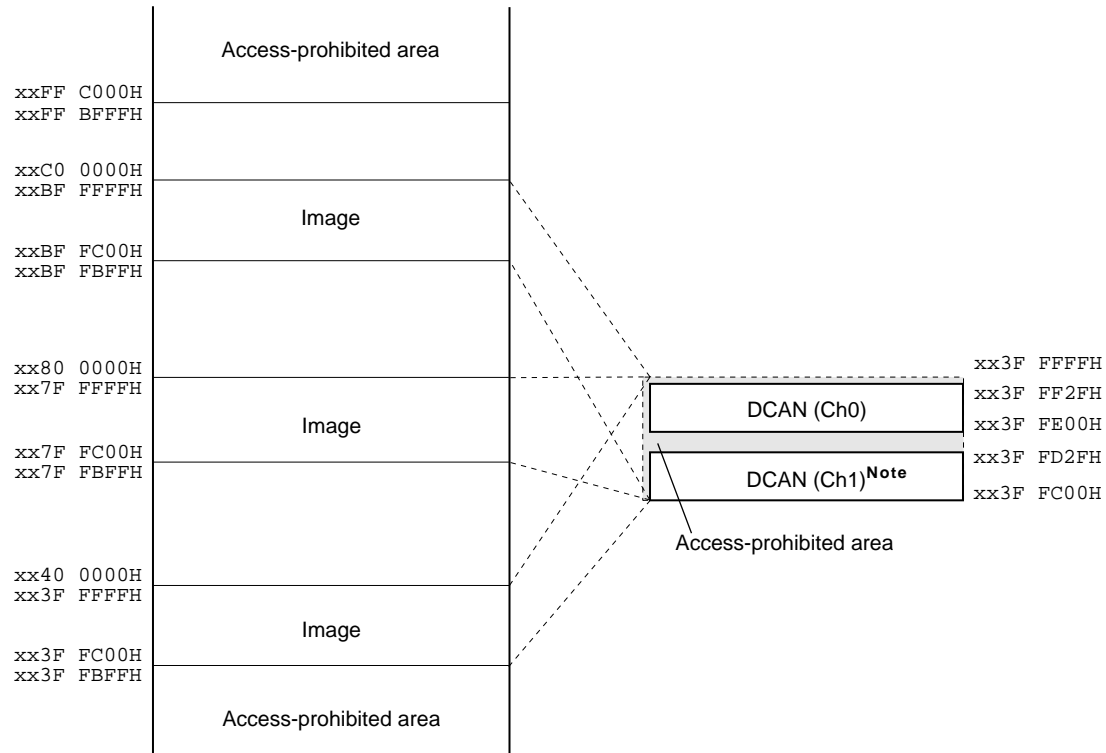 Access-prohibited area
xxFF C000H
xxFF BFFFH
xxC0 0000H
xxBF FFFFH
Image
xxBF FC00H
xxBF FBFFH
xx80 0000H
xx7F FFFFH
Image
xx7F FC00H
xx7F FBFFH
xx40 0000H
xx3F FFFFH
Image
xx3F FC00H
xx3F FBFFH
Access-prohibited area
xx3F FFFFH
DCAN (Ch0)
xx3F FF2FH
xx3F FE00H
DCAN (Ch1)Note
xx3F FD2FH
xx3F FC00H
Access-prohibited area